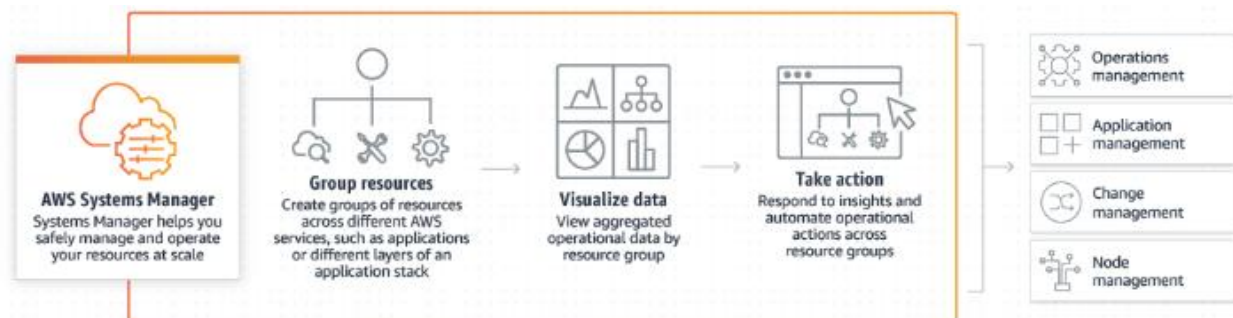 AWS Systems Manager
Systems Manager helps you
safely manage and operate
your resources at scale
Group resources
Create groups of resources
across different AWS
services, such as applications
or different layers of an
application stack
Visualize data
View aggregated
operational data by
resource group
Take action
Respond to insights and
automate operational
actions across
resource groups
Operations
management
Application
management
Change
management
Node
management